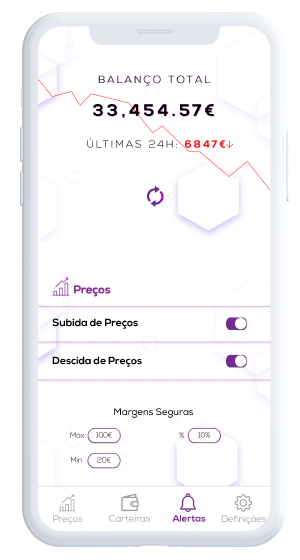 BALANÇO TOTAL
33,454.57€
ÚLTIMAS 24H: 6847€↓
Preços
Subida de Preços
Descida de Preços
Margens Seguras
Max 100€ % 10%
Min 20€
Preços Carteiras Alertas Definições